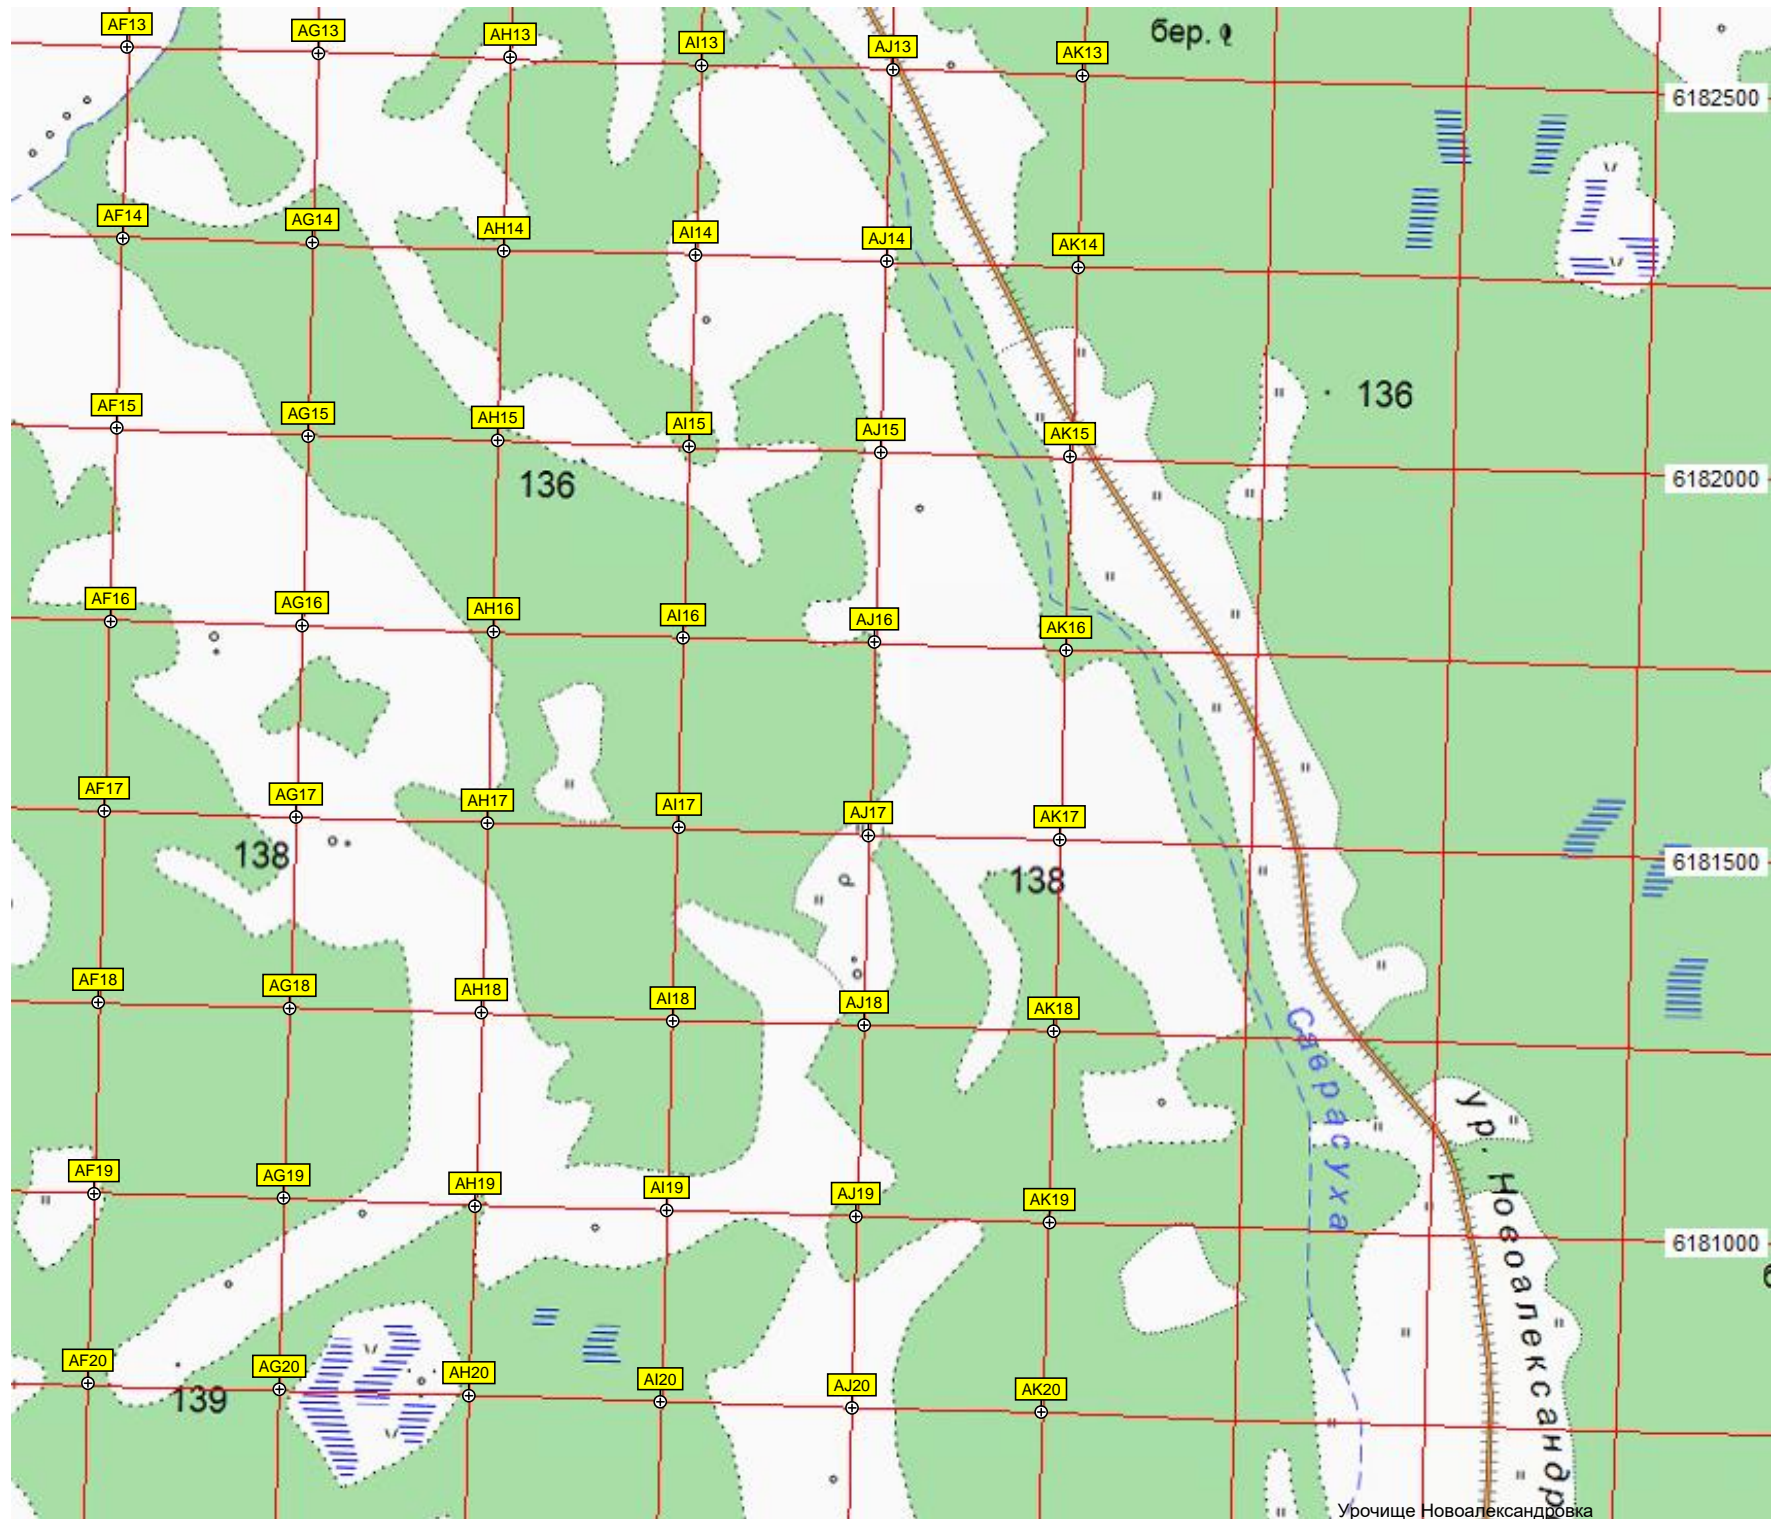 бер.
AF13 AG13 AH13 AI13 AJ13 AK13
6182500
AF14 AG14 AH14 AI14 AJ14 AK14
136
AF15 AG15 AH15 AI15 AJ15 AK15
136
6182000
AF16 AG16 AH16 AI16 AJ16 AK16
AF17 AG17 AH17 AI17 AJ17 AK17
138
138
6181500
AF18 AG18 AH18 AI18 AJ18 AK18
Саврасуха
AF19 AG19 AH19 AI19 AJ19 AK19
ур. Новоалександр
6181000
AF20 AG20 AH20 AI20 AJ20 AK20
139
Урочище Новоалександровка